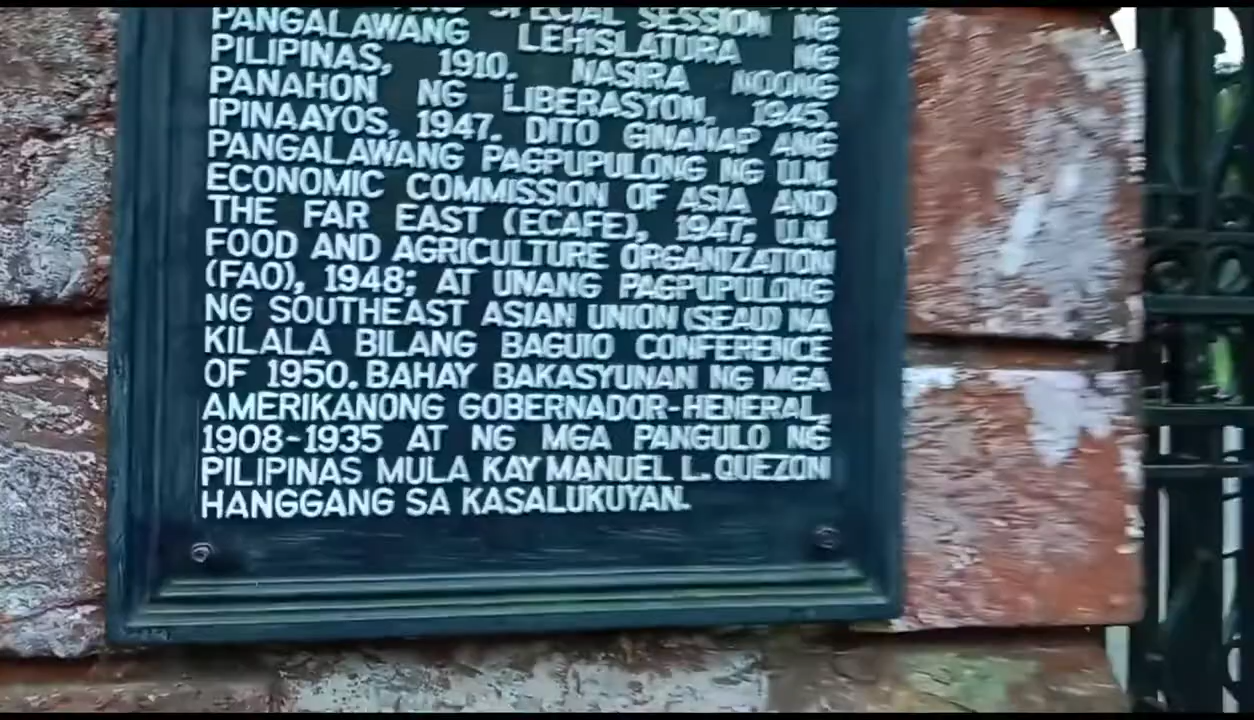 SPECIAL SESSION NG
PANGALAWANG LEHISLATURA NG
PILIPINAS, 1910. NASIRA NOONG
PANAHON NG LIBERASYON, 1945.
IPINAAYOS, 1947. DITO GINANAP ANG
PANGALAWANG PAGPUPULONG NG U.N.
ECONOMIC COMMISSION OF ASIA AND
THE FAR EAST (ECAFE), 1947; U.N.
FOOD AND AGRICULTURE ORGANIZATION
(FAO), 1948; AT UNANG PAGPUPULONG
NG SOUTHEAST ASIAN UNION (SEAU) NA
KILALA BILANG BAGUIO CONFERENCE
OF 1950. BAHAY BAKASYUNAN NG MGA
AMERIKANONG GOBERNADOR-HENERAL,
1908-1935 AT NG MGA PANGULO NG
PILIPINAS MULA KAY MANUEL L. QUEZON
HANGGANG SA KASALUKUYAN.